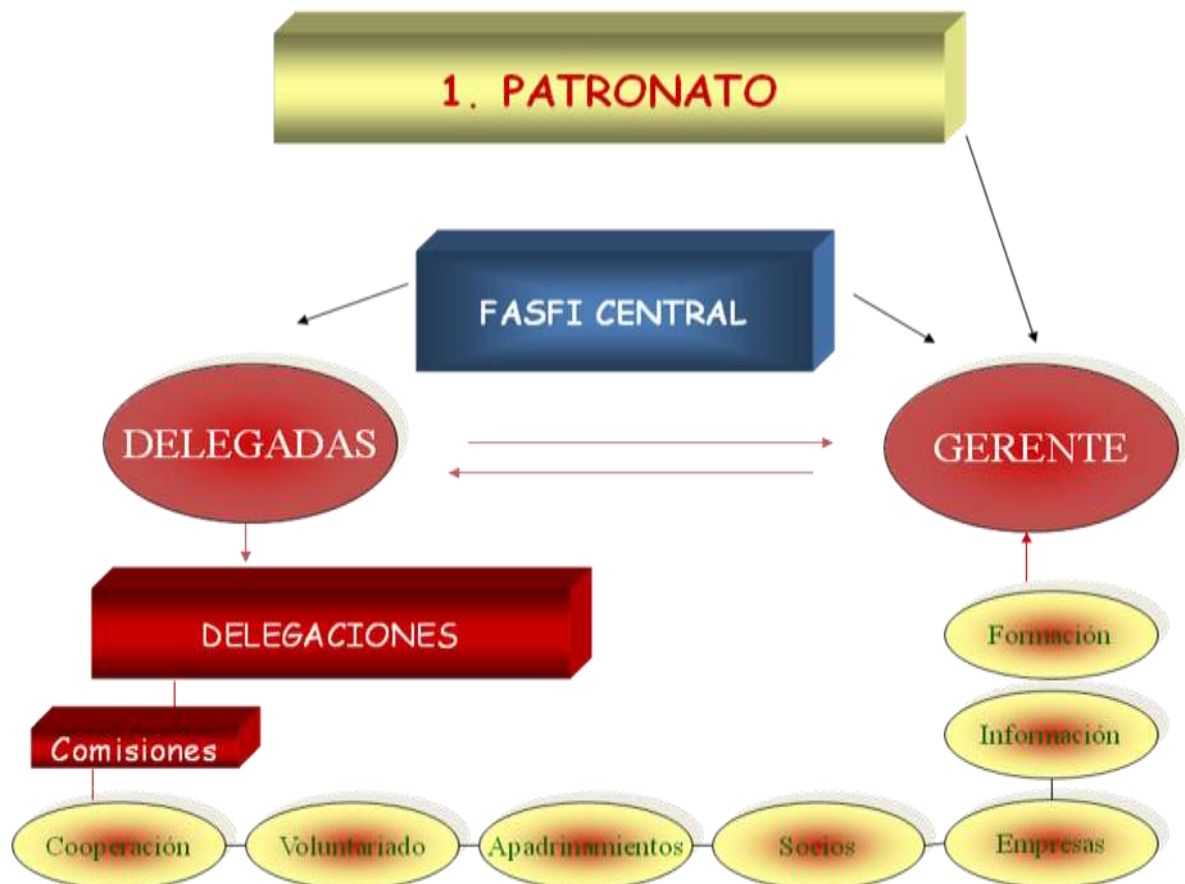 1. PATRONATO
FASFI CENTRAL
DELEGADAS
GERENTE
DELEGACIONES
Formación
Información
Comisiones
Cooperación
Voluntariado
Apadrinamientos
Socios
Empresas